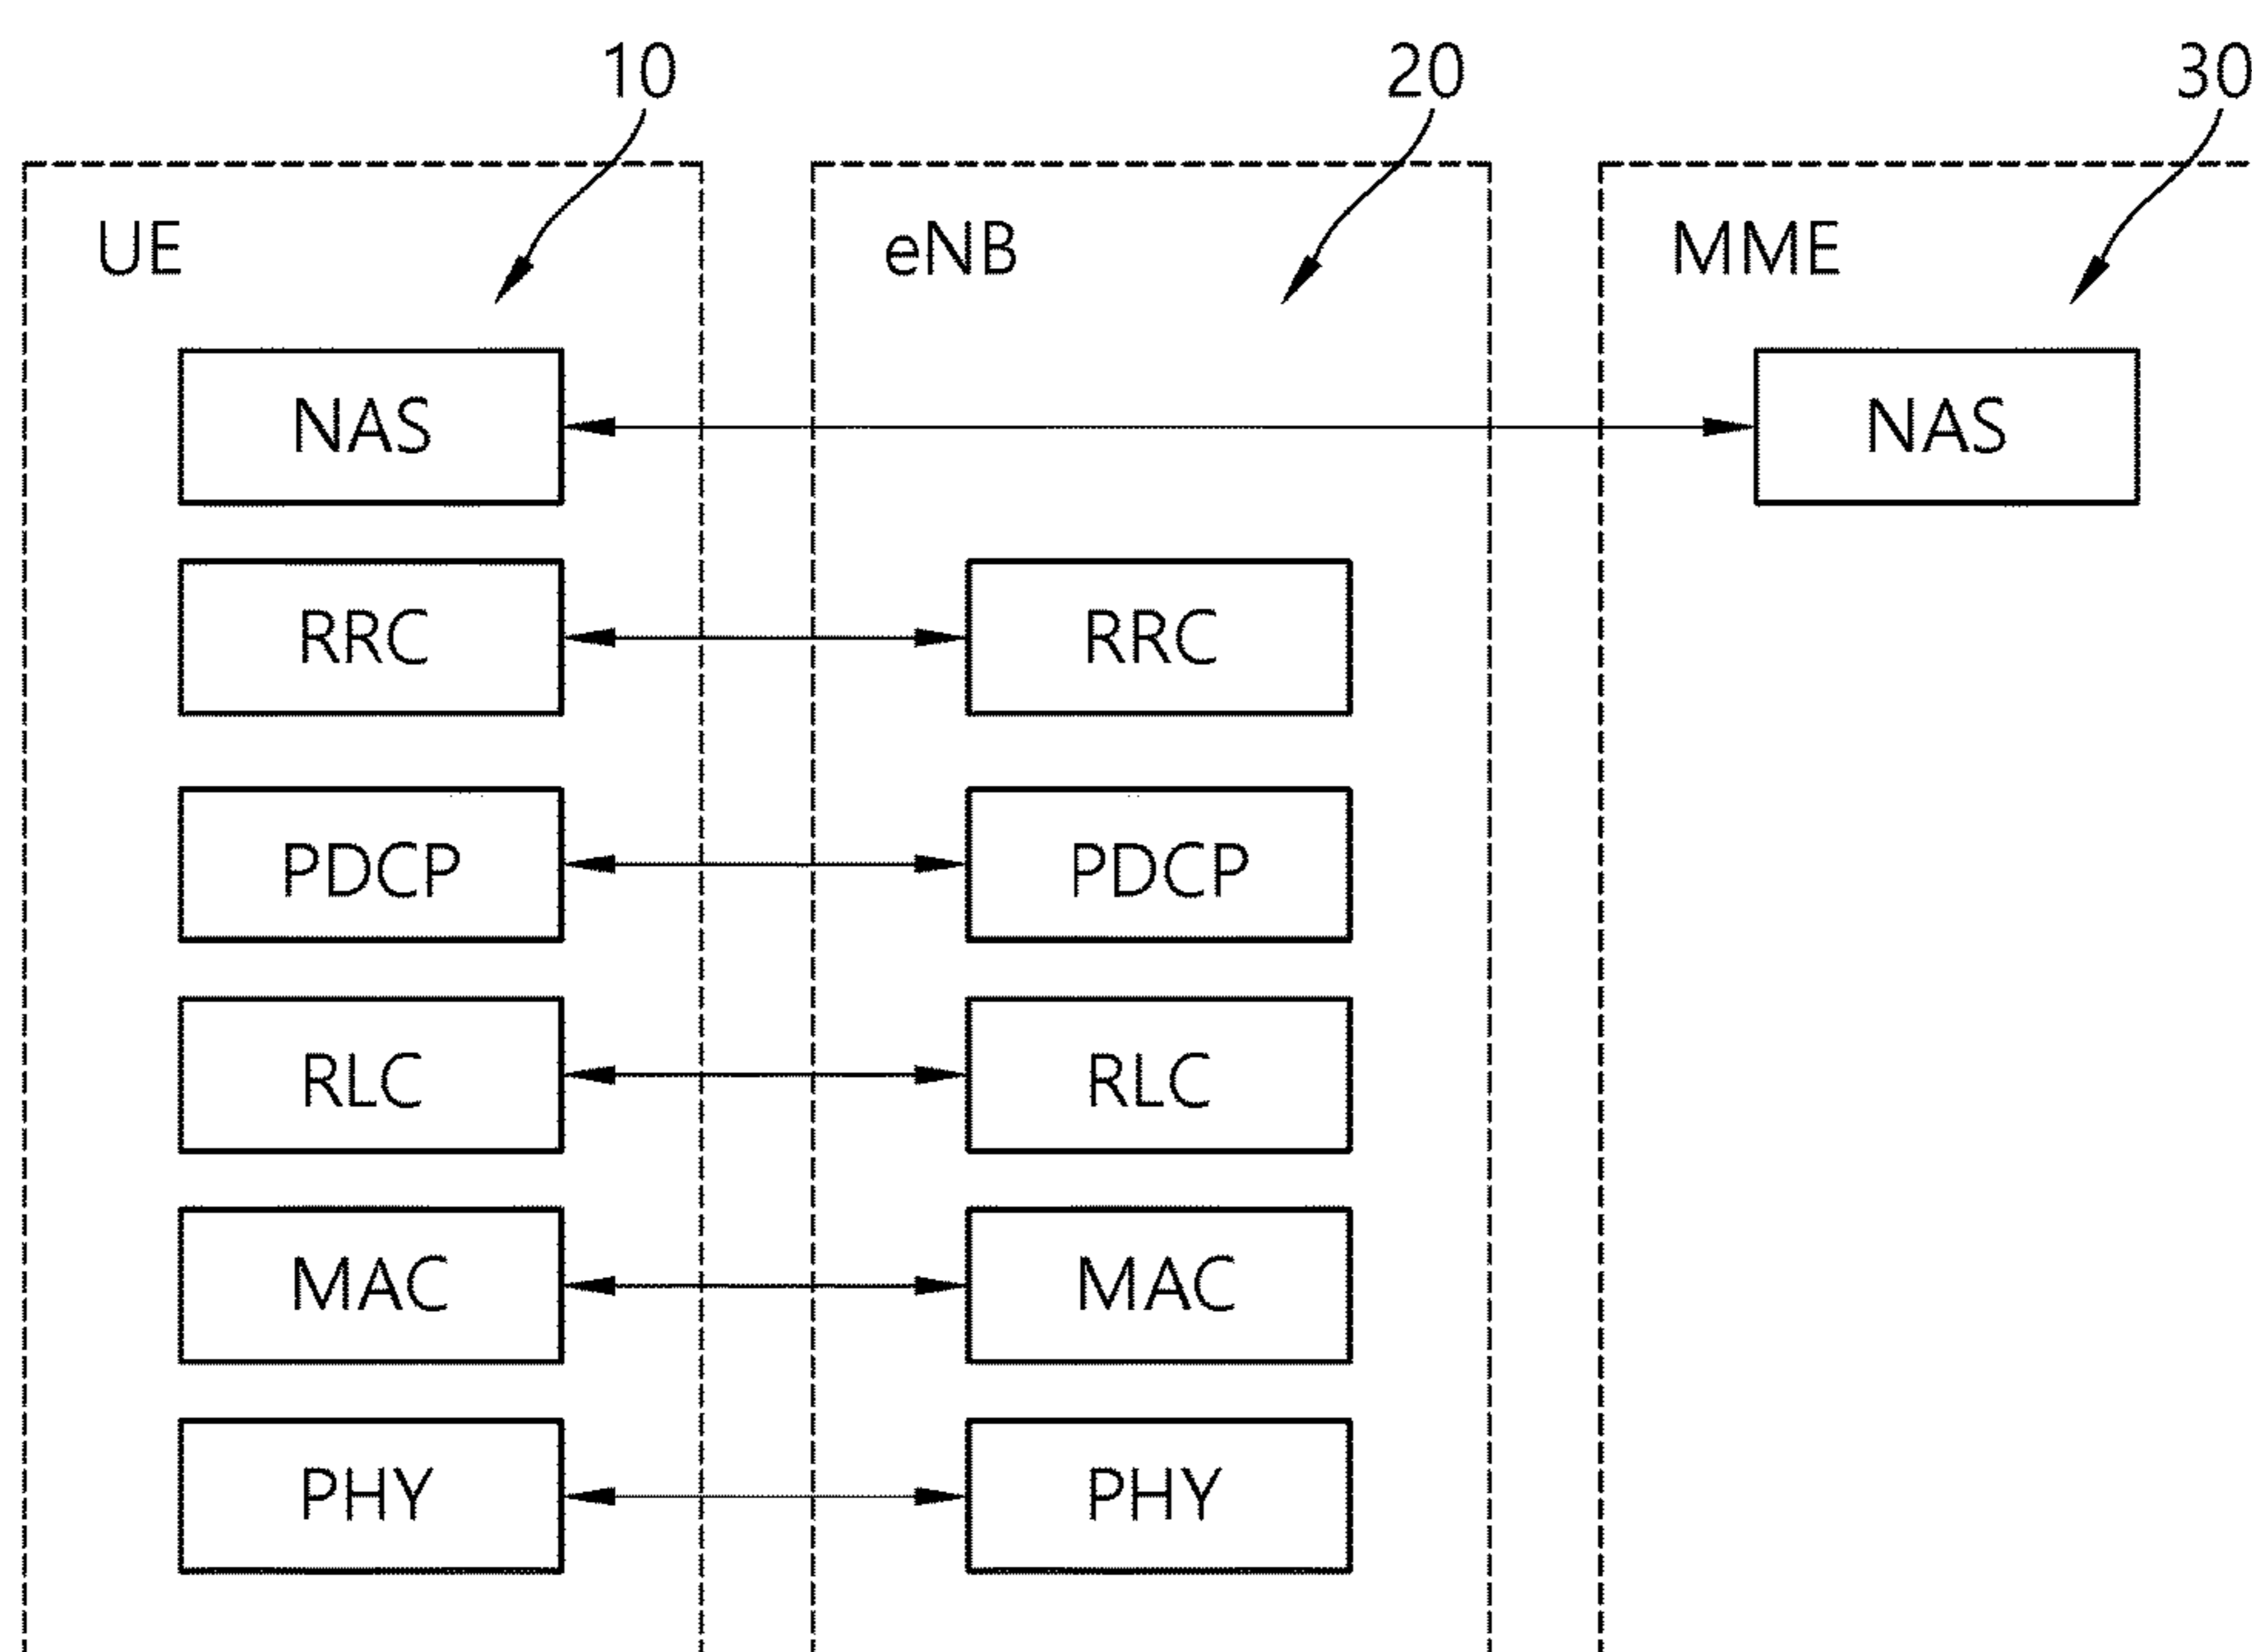 10 20 30
UE eNB MME
NAS NAS
RRC RRC
PDCP PDCP
RLC RLC
MAC MAC
PHY PHY